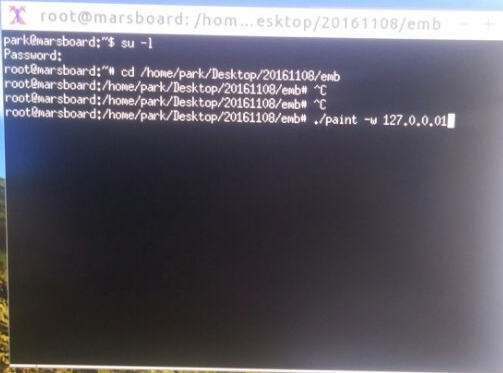 root@marsboard: /hom...esktop/20161108/emb
park@marsboard:~$ su -l
Password:
root@marsboard:~# cd /home/park/Desktop/20161108/emb
root@marsboard:/home/park/Desktop/20161108/emb# ^C
root@marsboard:/home/park/Desktop/20161108/emb# ^C
root@marsboard:/home/park/Desktop/20161108/emb# ./paint -w 127.0.0.01